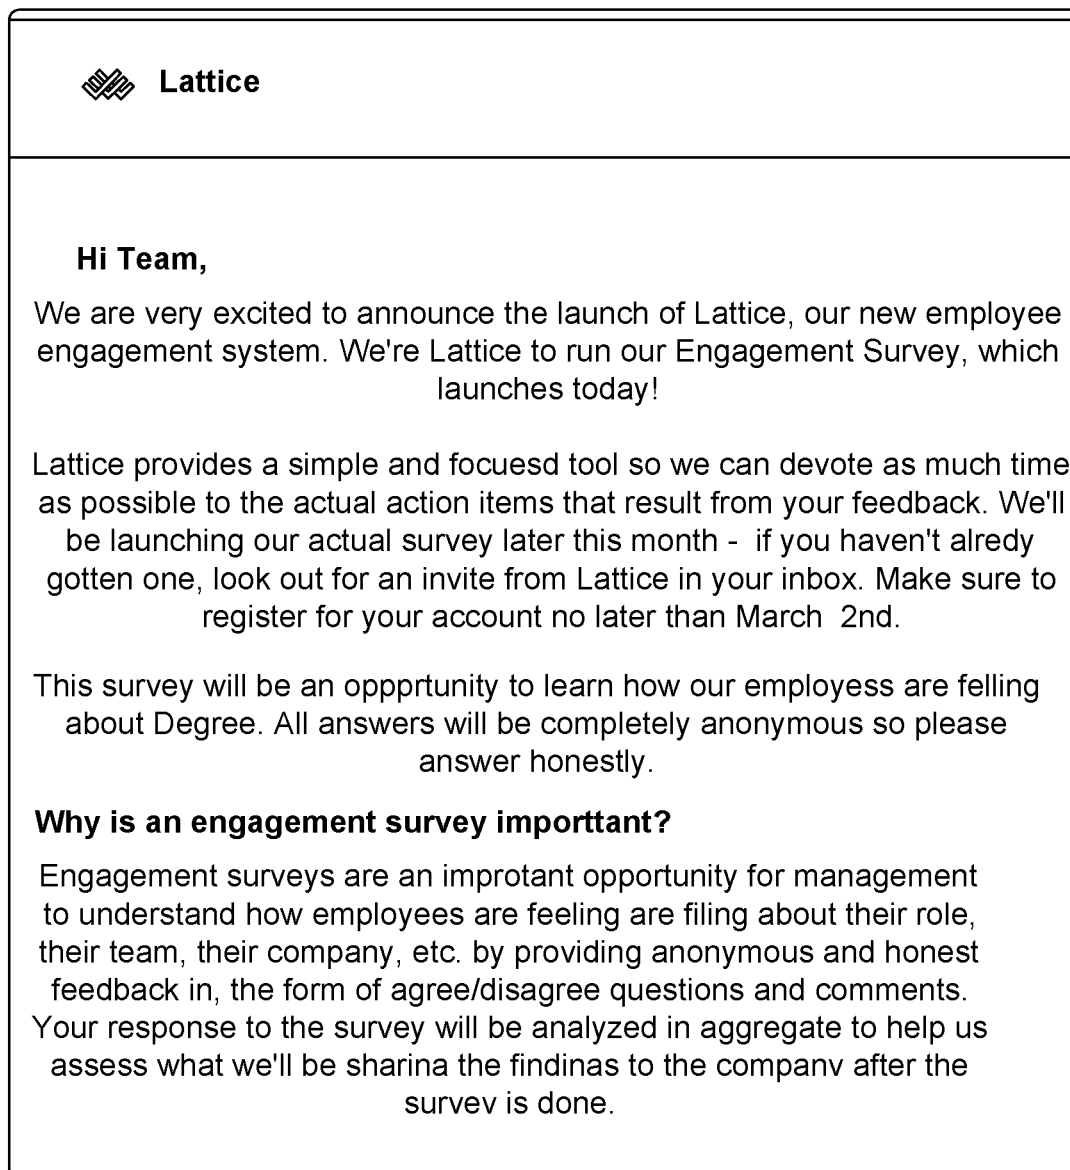 Lattice
Hi Team,
We are very excited to announce the launch of Lattice, our new employee
engagement system. We're Lattice to run our Engagement Survey, which
launches today!
Lattice provides a simple and focuesd tool so we can devote as much time
as possible to the actual action items that result from your feedback. We'll
be launching our actual survey later this month -  if you haven't alredy
gotten one, look out for an invite from Lattice in your inbox. Make sure to
register for your account no later than March  2nd.
This survey will be an oppprtunity to learn how our employess are felling
about Degree. All answers will be completely anonymous so please
answer honestly.
Why is an engagement survey importtant?
Engagement surveys are an improtant opportunity for management
to understand how employees are feeling are filing about their role,
their team, their company, etc. by providing anonymous and honest
feedback in, the form of agree/disagree questions and comments.
Your response to the survey will be analyzed in aggregate to help us
assess what we'll be sharing the findings to the company after the
survey is done.